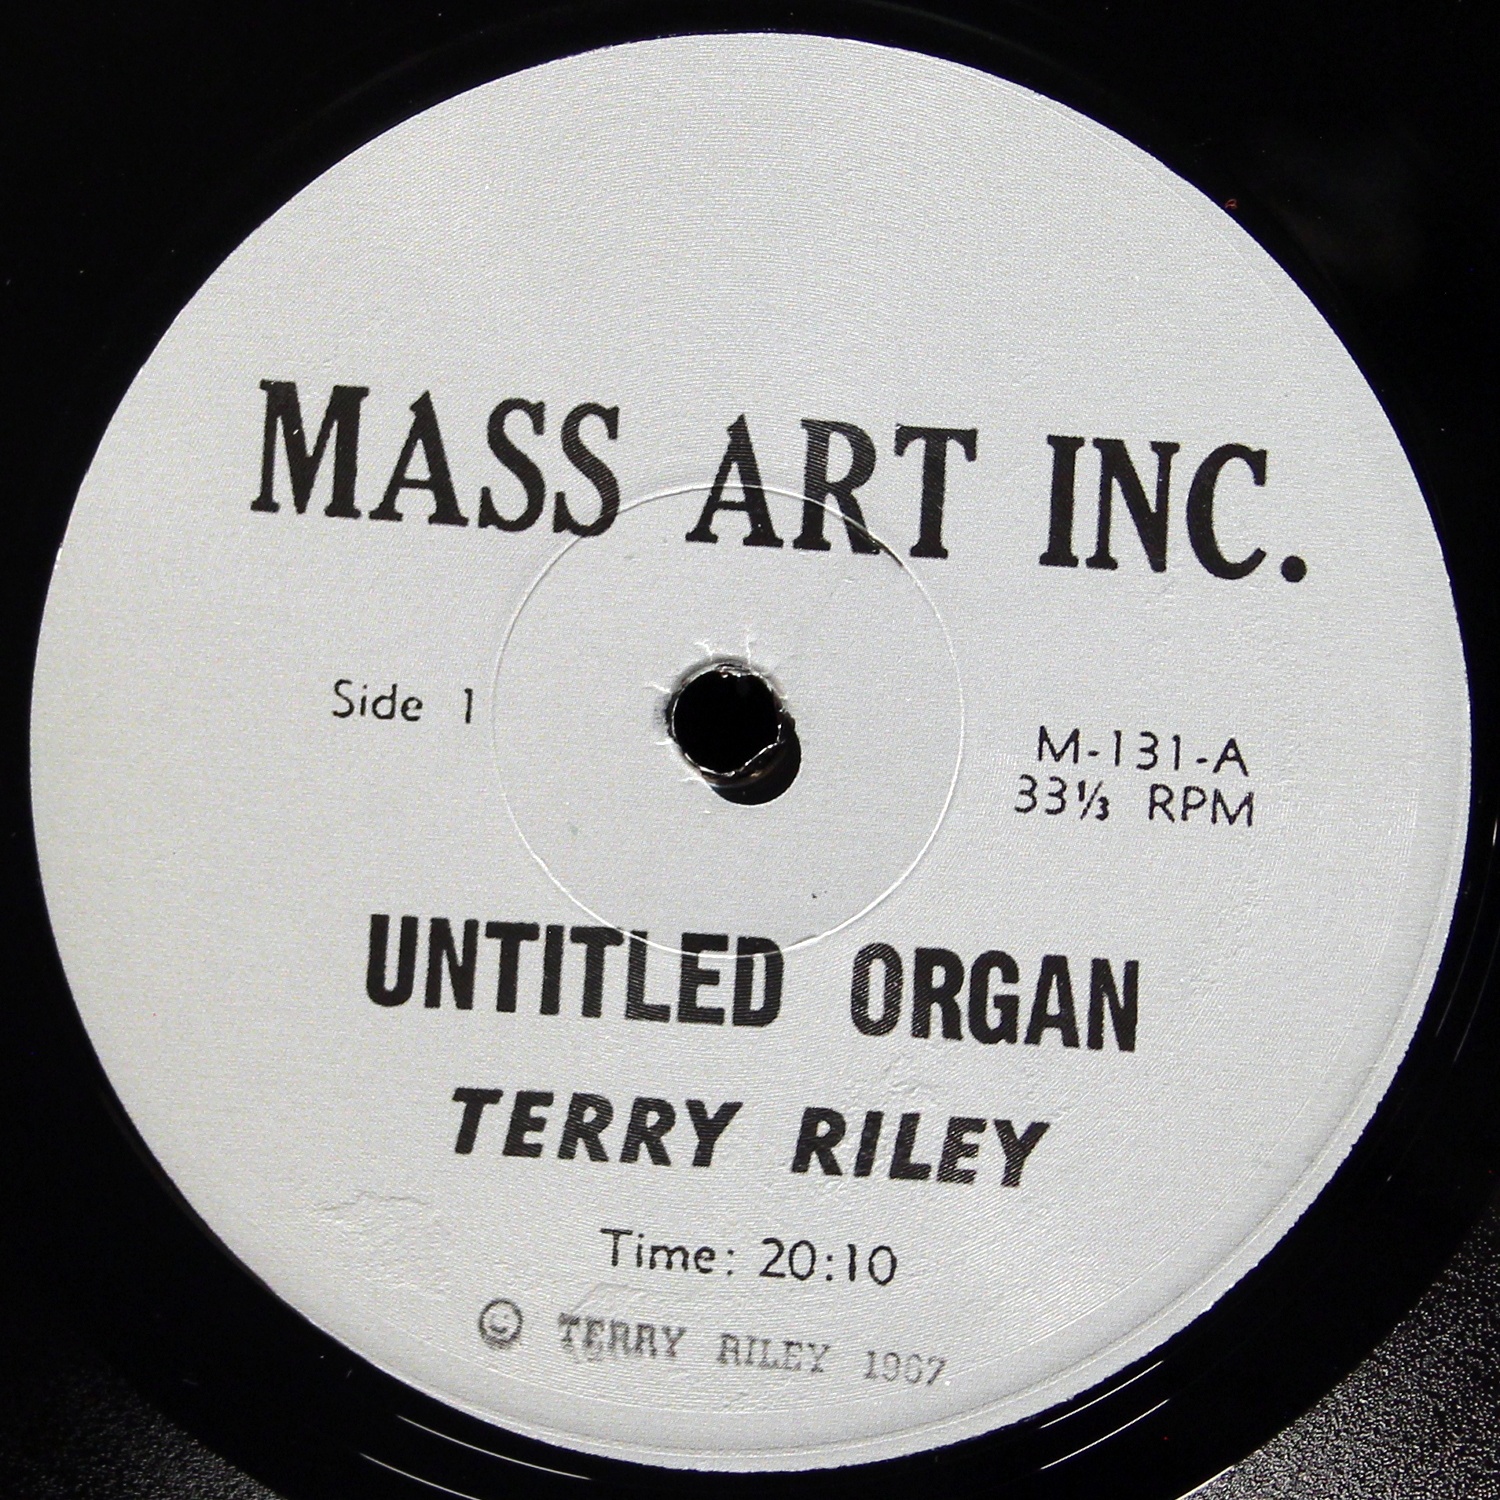 MASS ART INC.
Side 1
M-131-A
33⅓ RPM
UNTITLED ORGAN
TERRY RILEY
Time: 20:10
© TERRY RILEY 1967